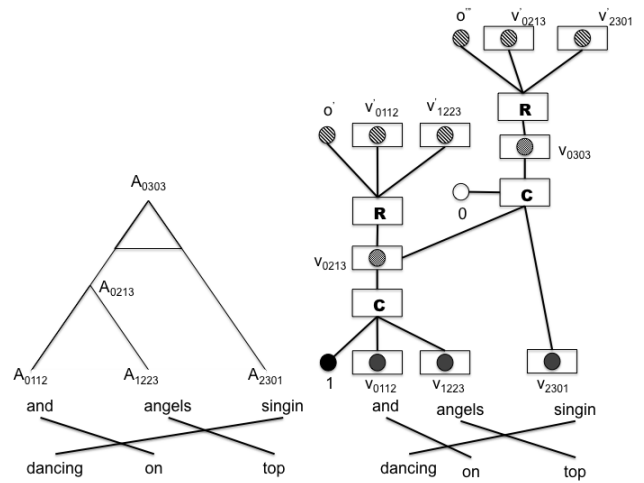 o''' v'0213 v'2301
R
v0303
C
0
o' v'0112 v'1223
R
v0213
C
1 v0112 v1223 v2301
A0303
A0213
A0112 A1223 A2301
and angels singin
dancing on top
and angels singin
dancing on top